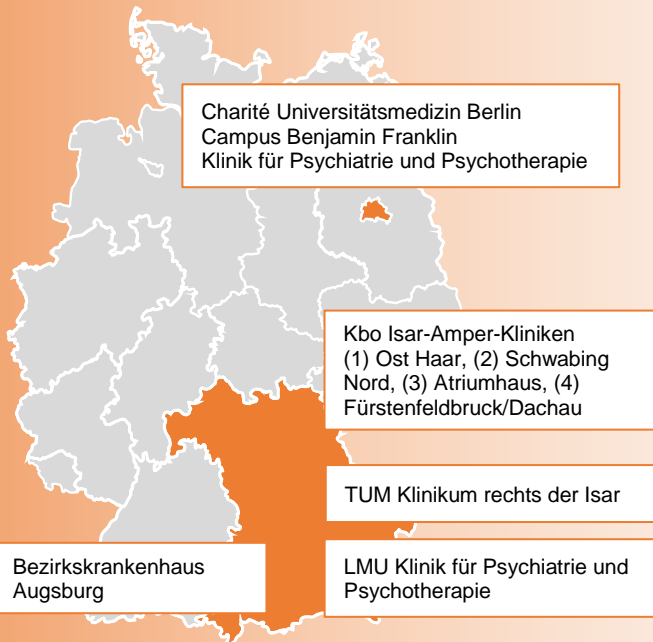 Charité Universitätsmedizin Berlin
Campus Benjamin Franklin
Klinik für Psychiatrie und Psychotherapie
Kbo Isar-Amper-Kliniken
(1) Ost Haar, (2) Schwabing
Nord, (3) Atriumhaus, (4)
Fürstenfeldbruck/Dachau
TUM Klinikum rechts der Isar
Bezirkskrankenhaus
Augsburg
LMU Klinik für Psychiatrie und
Psychotherapie